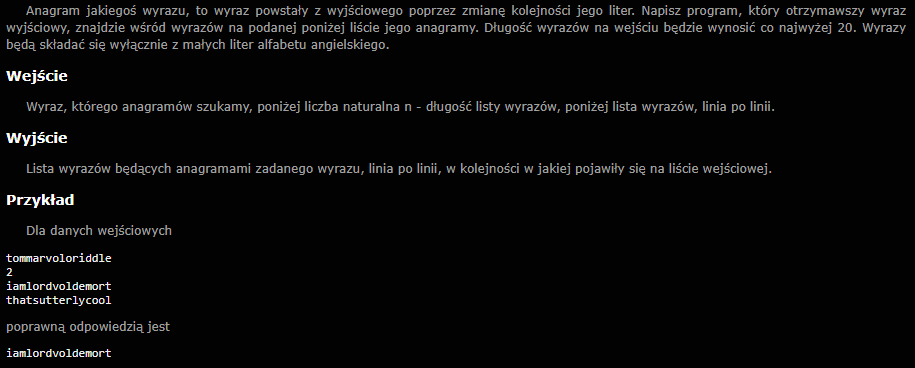 Anagram jakiegoś wyrazu, to wyraz powstały z wyjściowego poprzez zmianę kolejności jego liter. Napisz program, który otrzymawszy wyraz
wyjściowy, znajdzie wśród wyrazów na podanej poniżej liście jego anagramy. Długość wyrazów na wejściu będzie wynosić co najwyżej 20. Wyrazy
będą składać się wyłącznie z małych liter alfabetu angielskiego.
Wejście
Wyraz, którego anagramów szukamy, poniżej liczba naturalna n - długość listy wyrazów, poniżej lista wyrazów, linia po linii.
Wyjście
Lista wyrazów będących anagramami zadanego wyrazu, linia po linii, w kolejności w jakiej pojawiły się na liście wejściowej.
Przykład
Dla danych wejściowych
tommarvoloriddle
2
iamlordvoldemort
thatsutterlycool
poprawną odpowiedzią jest
iamlordvoldemort